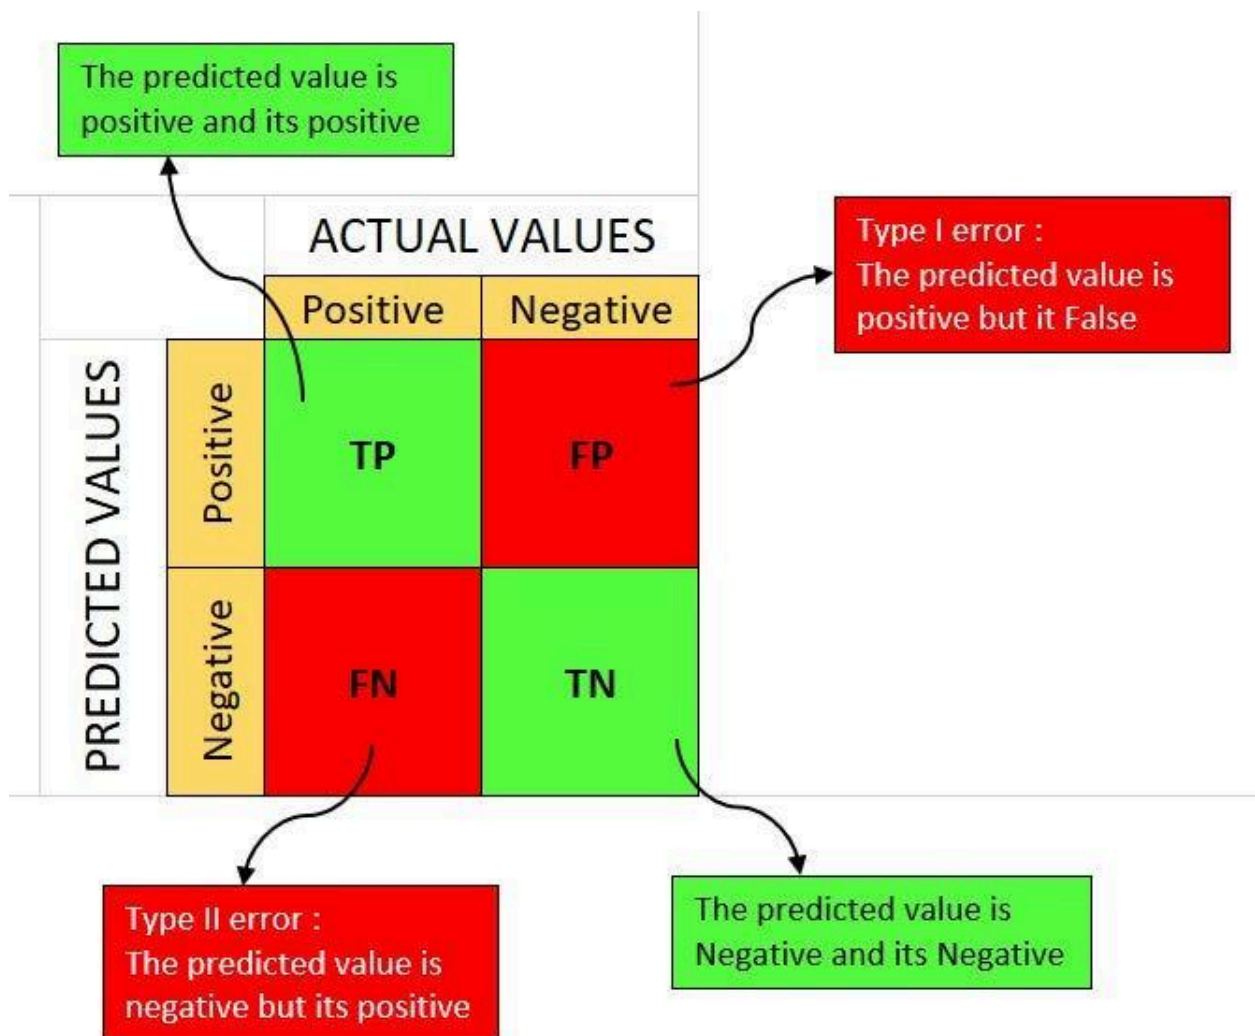 The predicted value is
positive and its positive
ACTUAL VALUES
Type I error :
The predicted value is
positive but it False
Positive Negative
PREDICTED VALUES
Positive
TP FP
Negative
FN TN
Type II error :
The predicted value is
negative but its positive
The predicted value is
Negative and its Negative